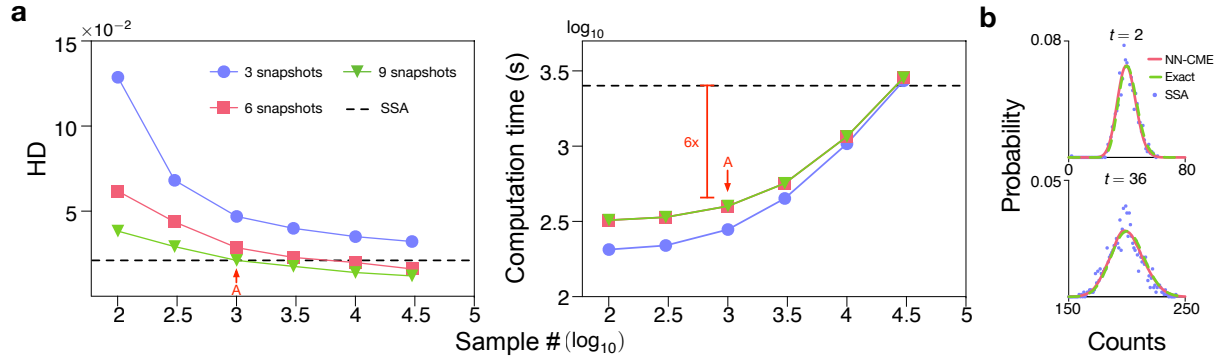 a
×10⁻²
15
10
5
HD
3 snapshots
9 snapshots
6 snapshots
SSA
A
2
2.5
3
3.5
4
4.5
5
log₁₀
Computation time (s)
3.5
3
2.5
2
6x
A
2
2.5
3
3.5
4
4.5
5
Sample # (log₁₀)
b
0.08
t = 2
NN-CME
Exact
SSA
0
80
Probability
0.05
t = 36
150
250
Counts